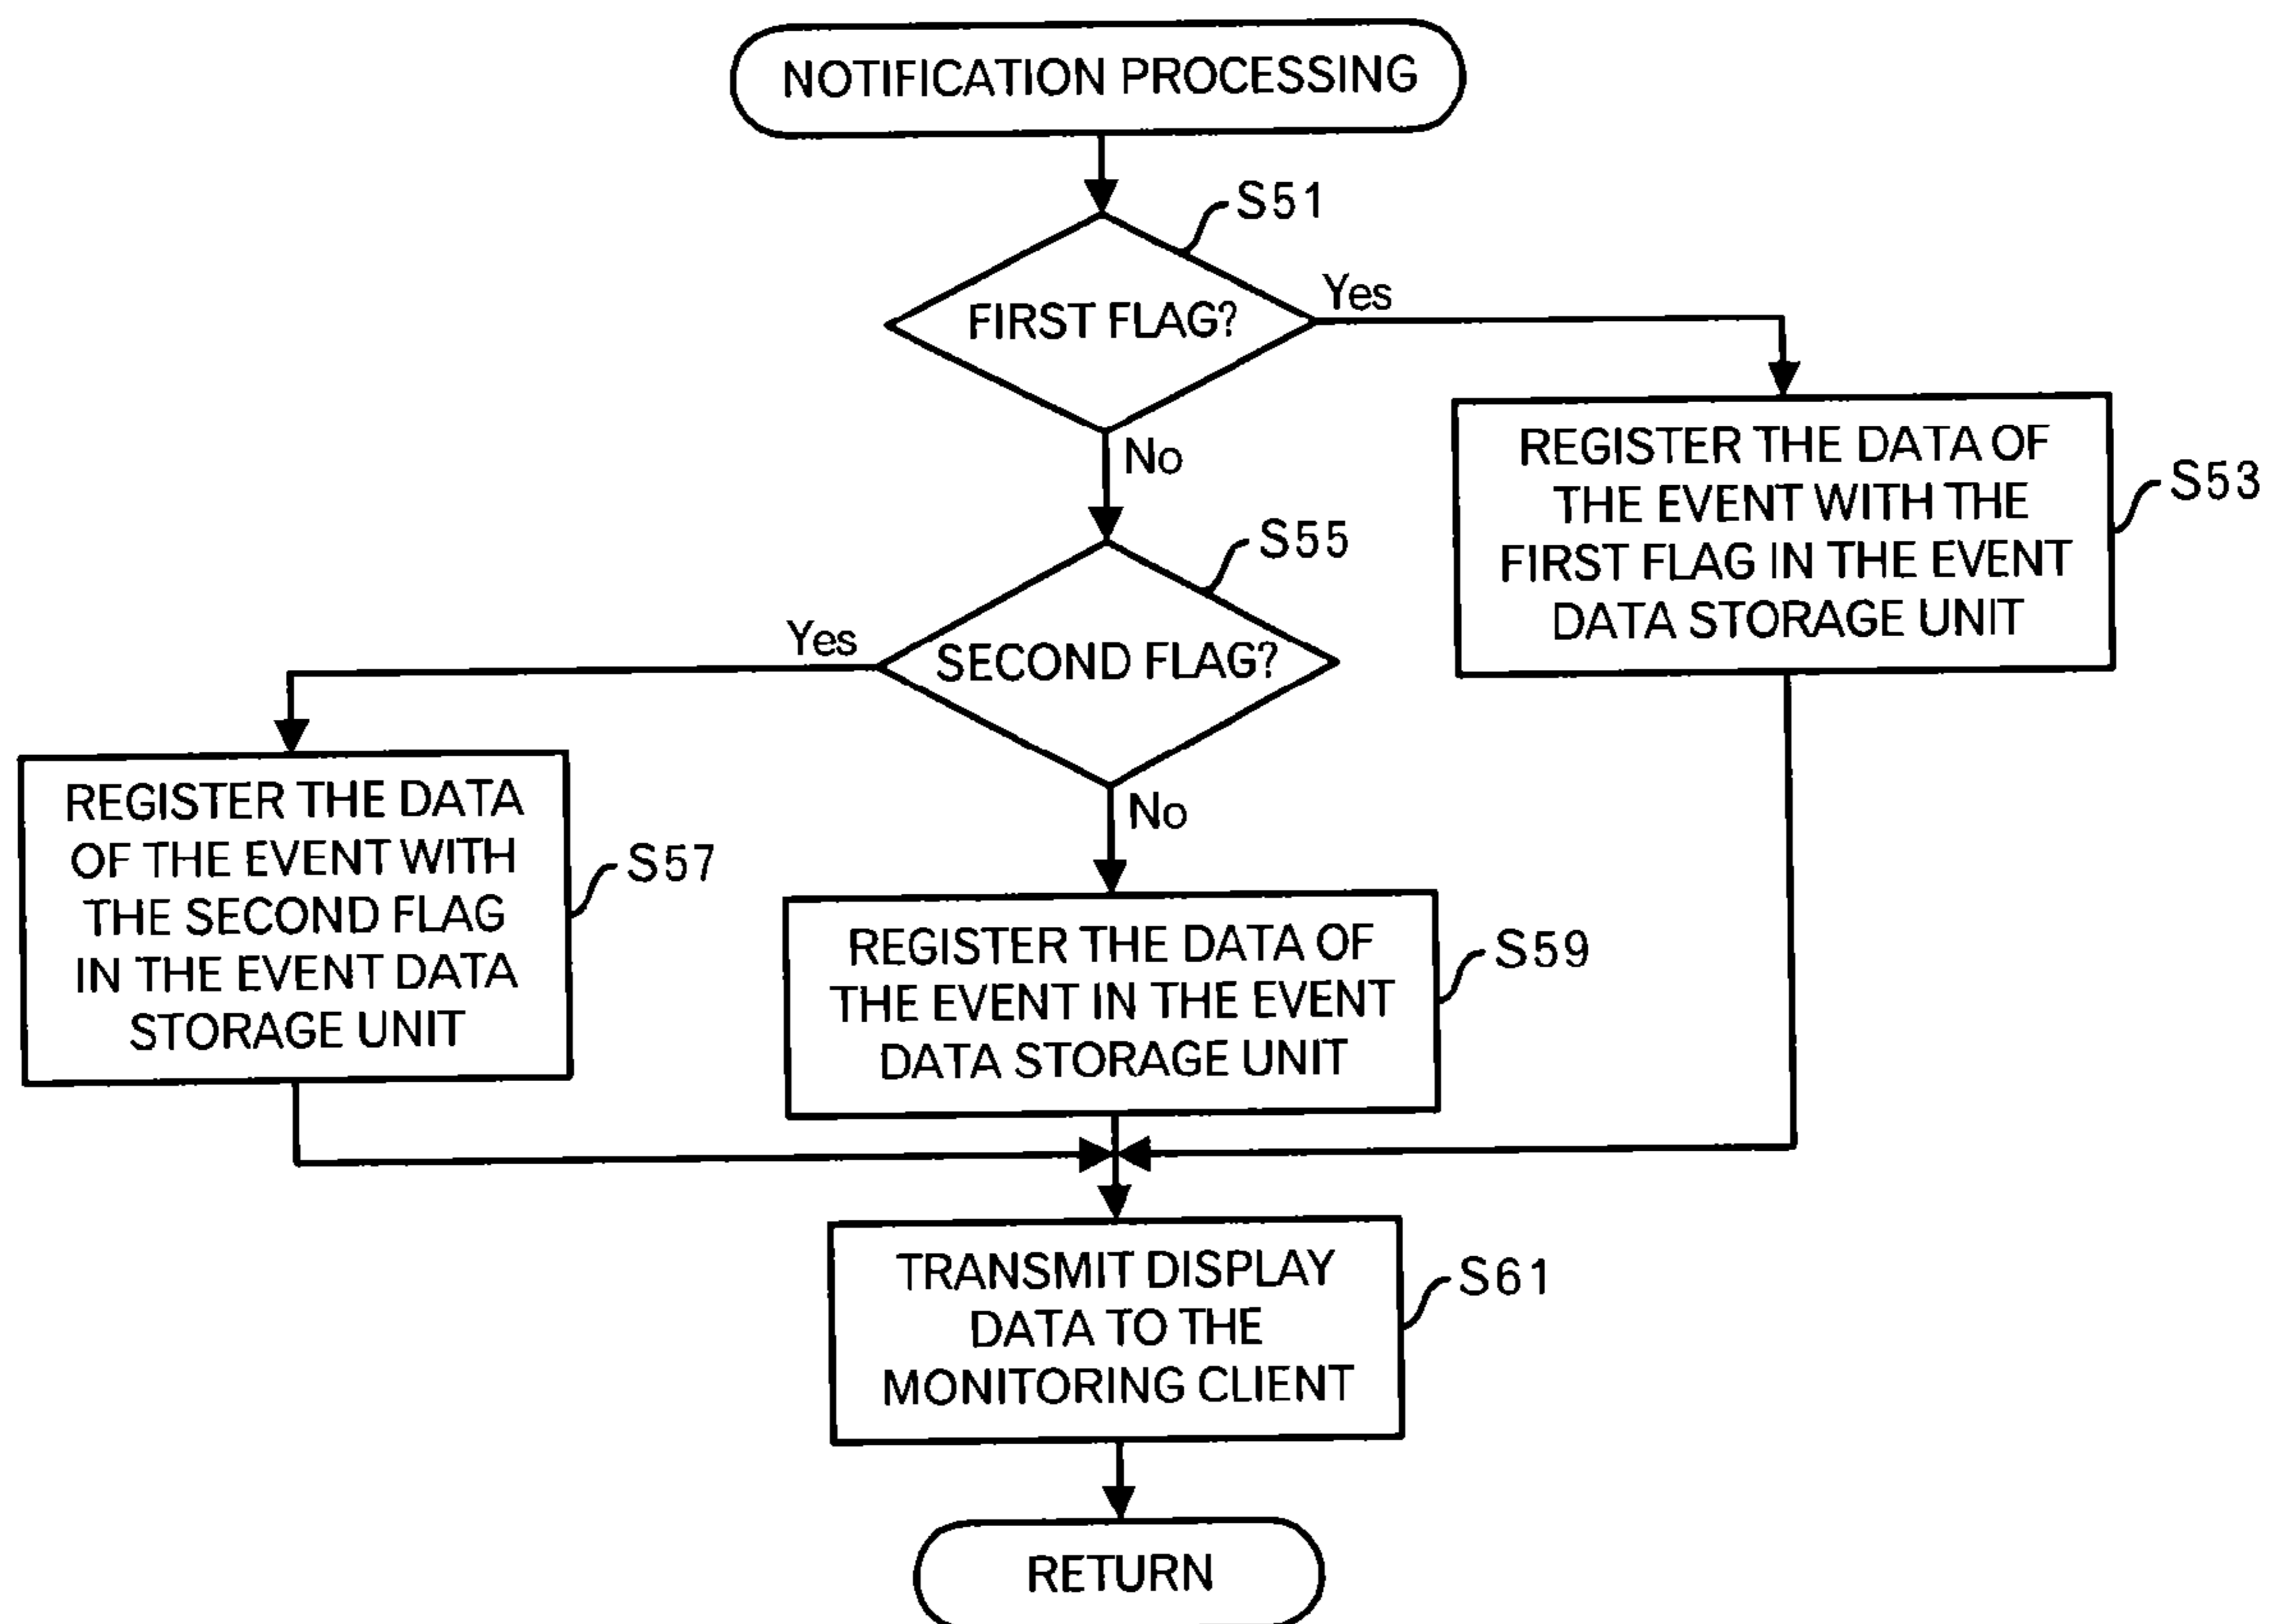 NOTIFICATION PROCESSING
S51
FIRST FLAG?
Yes
No
REGISTER THE DATA OF
THE EVENT WITH THE
FIRST FLAG IN THE EVENT
DATA STORAGE UNIT
S53
S55
SECOND FLAG?
Yes
No
REGISTER THE DATA
OF THE EVENT WITH
THE SECOND FLAG
IN THE EVENT DATA
STORAGE UNIT
S57
REGISTER THE DATA OF
THE EVENT IN THE EVENT
DATA STORAGE UNIT
S59
TRANSMIT DISPLAY
DATA TO THE
MONITORING CLIENT
S61
RETURN